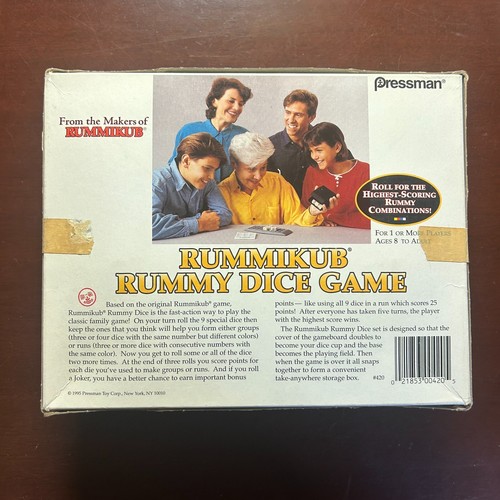 Pressman®
From the Makers of
RUMMIKUB®
ROLL FOR THE
HIGHEST-SCORING
RUMMY
COMBINATIONS!
FOR 1 OR MORE PLAYERS
AGES 8 TO ADULT
RUMMIKUB®
RUMMY DICE GAME
Based on the original Rummikub® game,
Rummikub® Rummy Dice is the fast-action way to play the
classic family game! On your turn roll the 9 special dice then
keep the ones that you think will help you form either groups
(three or four dice with the same number but different colors)
or runs (three or more dice with consecutive numbers with
the same color). Now you get to roll some or all of the dice
two more times. At the end of three rolls you score points for
each die you've used to make groups or runs. And if you roll
a joker, you have a better chance to earn important bonus
points— like using all 9 dice in a run which scores 25
points! After everyone has taken five turns, the player
with the highest score wins.
The Rummikub Rummy Dice set is designed so that the
cover of the gameboard doubles to
become your dice cup and the base
becomes the playing field. Then
when the game is over it all snaps
together to form a convenient
take-anywhere storage box.
#420
0 21853 00420 3
© 1995 Pressman Toy Corp., New York, NY 10010